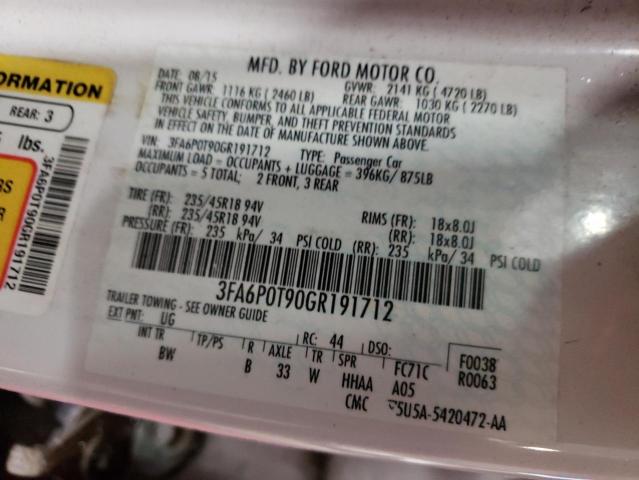 ORMATION
REAR: 3
lbs.
3FA6P0T90GR191712
MFD. BY FORD MOTOR CO.
DATE: 08/15
GVWR: 2141 KG ( 4720 LB)
FRONT GAWR: 1116 KG ( 2460 LB)
REAR GAWR: 1030 KG ( 2270 LB)
THIS VEHICLE CONFORMS TO ALL APPLICABLE FEDERAL MOTOR
VEHICLE SAFETY, BUMPER, AND THEFT PREVENTION STANDARDS
IN EFFECT ON THE DATE OF MANUFACTURE SHOWN ABOVE.
VIN: 3FA6P0T90GR191712
TYPE: Passenger Car
MAXIMUM LOAD = OCCUPANTS + LUGGAGE = 396KG/ 875LB
OCCUPANTS = 5 TOTAL; 2 FRONT, 3 REAR
TIRE (FR): 235/45R18 94V
RIMS (FR): 18x8.0J
(RR): 235/45R18 94V
(RR): 18x8.0J
PRESSURE (FR): 235 kPa/ 34 PSI COLD (RR): 235 kPa/ 34 PSI COLD
3FA6P0T90GR191712
TRAILER TOWING - SEE OWNER GUIDE
EXT PNT: UG RC: 44 DSO: F0038
INT TR TP/PS R AXLE TR SPR FC71C R0063
BW B 33 W HHAA A05
CMC 5U5A-5420472-AA